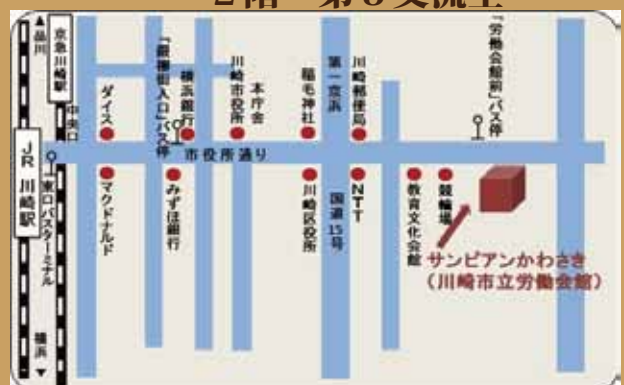 2階 第3交流室
▲品川
京急川崎駅
中央口
JR 川崎駅
東口バスターミナル
横浜▼
ダイス
「銀柳街入口」バス停
横浜銀行
川崎市役所
本庁舎
稲毛神社
第一京浜
川崎郵便局
「労働会館前」バス停
市役所通り
マクドナルド
みずほ銀行
川崎区役所
国道15号
NTT
教育文化会館
競輪場
サンピアンかわさき
(川崎市立労働会館)